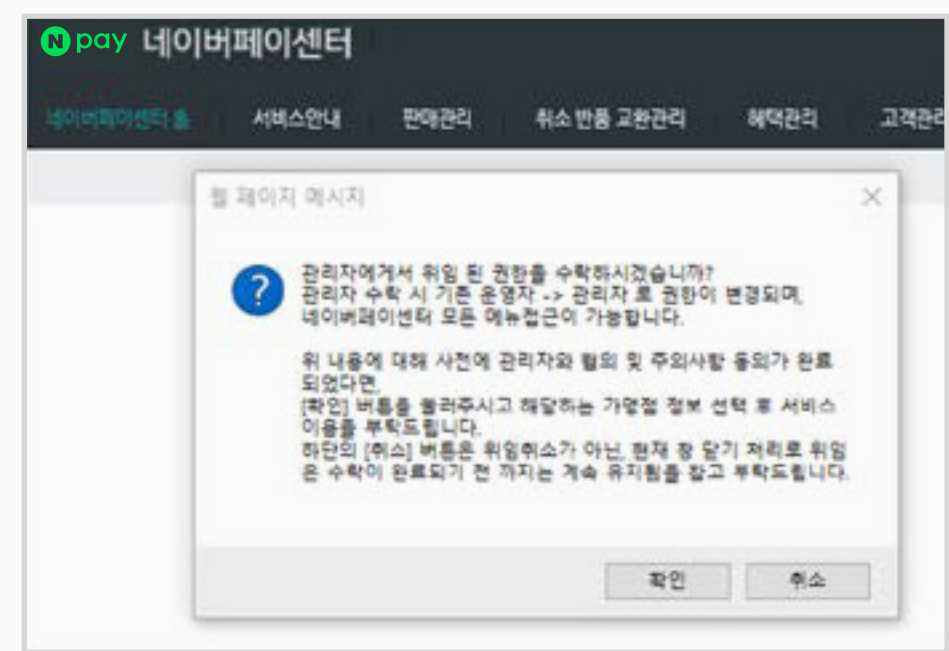 N pay 네이버페이센터
네이버페이센터 홈 서비스안내 판매관리 취소 반품 교환관리 혜택관리 고객관리
웹 페이지 메시지
관리자에게서 위임 된 권한을 수락하시겠습니까?
관리자 수락 시 기존 운영자 -> 관리자 로 권한이 변경되며,
네이버페이센터 모든 메뉴접근이 가능합니다.
위 내용에 대해 사전에 관리자와 협의 및 주의사항 동의가 완료
되었다면,
[확인] 버튼을 눌러주시고 해당하는 가맹점 정보 선택 후 서비스
이용을 부탁드립니다.
하단의 [취소] 버튼은 위임취소가 아닌, 현재 창 닫기 처리로 위임
은 수락이 완료되기 전 까지는 계속 유지됨을 참고 부탁드립니다.
확인 취소